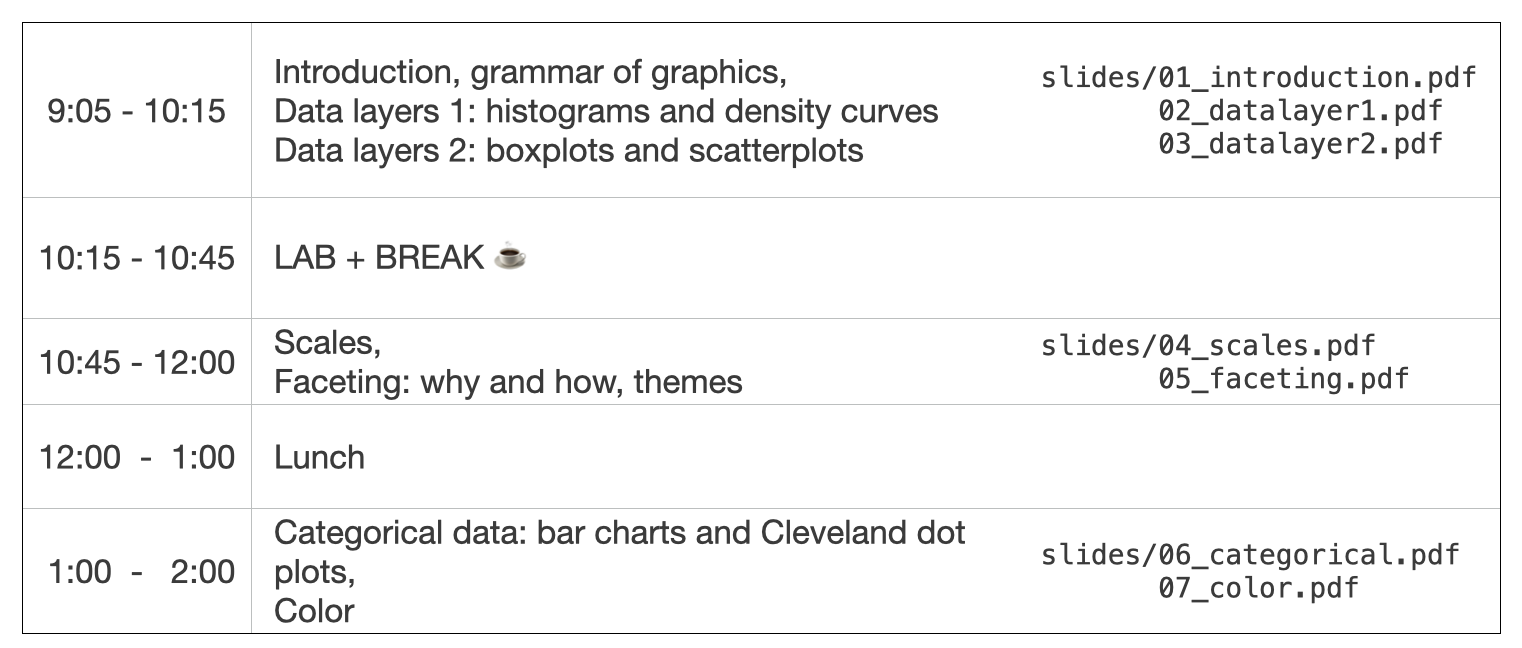 9:05 - 10:15
Introduction, grammar of graphics,
Data layers 1: histograms and density curves
Data layers 2: boxplots and scatterplots
slides/01_introduction.pdf
02_datalayer1.pdf
03_datalayer2.pdf
10:15 - 10:45
LAB + BREAK ☕
10:45 - 12:00
Scales,
Faceting: why and how, themes
slides/04_scales.pdf
05_faceting.pdf
12:00 - 1:00
Lunch
1:00 - 2:00
Categorical data: bar charts and Cleveland dot
plots,
Color
slides/06_categorical.pdf
07_color.pdf